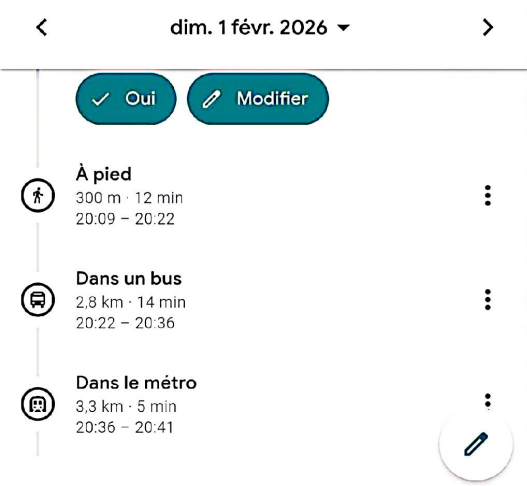 dim. 1 févr. 2026
Oui
Modifier
À pied
300 m · 12 min
20:09 – 20:22
Dans un bus
2,8 km · 14 min
20:22 – 20:36
Dans le métro
3,3 km · 5 min
20:36 – 20:41